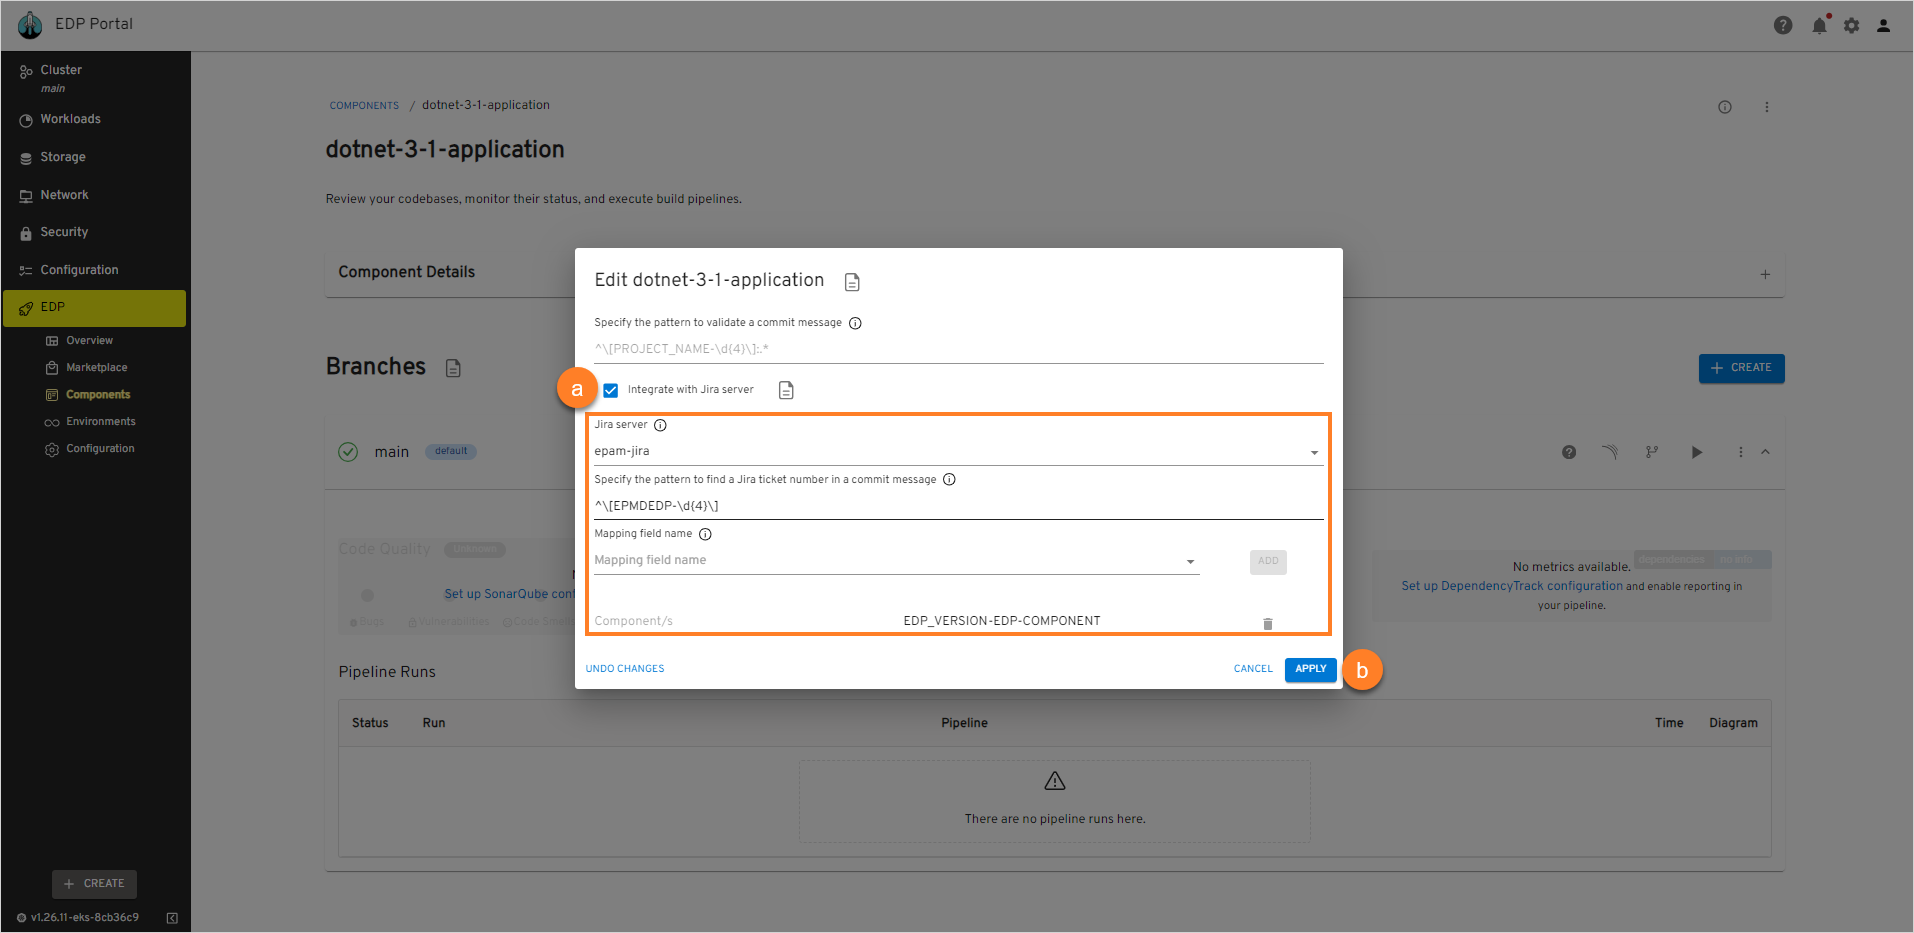 EDP Portal
Cluster
main
Workloads
Storage
Network
Security
Configuration
EDP
Overview
Marketplace
Components
Environments
Configuration
+ CREATE
v1.26.11-eks-8cb36c9
COMPONENTS / dotnet-3-1-application
dotnet-3-1-application
Review your codebases, monitor their status, and execute build pipelines.
Component Details
Branches
+ CREATE
main default
Code Quality Unknown
Set up SonarQube conf
Bugs Vulnerabilities Code Smells
dependencies no info
No metrics available.
Set up DependencyTrack configuration and enable reporting in
your pipeline.
Pipeline Runs
Status Run Pipeline Time Diagram
There are no pipeline runs here.
Edit dotnet-3-1-application
Specify the pattern to validate a commit message
^\[PROJECT_NAME-\d{4}\]:.*
a
Integrate with Jira server
Jira server
epam-jira
Specify the pattern to find a Jira ticket number in a commit message
^\[EPMDEDP-\d{4}\]
Mapping field name
Mapping field name
ADD
Component/s EDP_VERSION-EDP-COMPONENT
UNDO CHANGES
CANCEL
APPLY
b